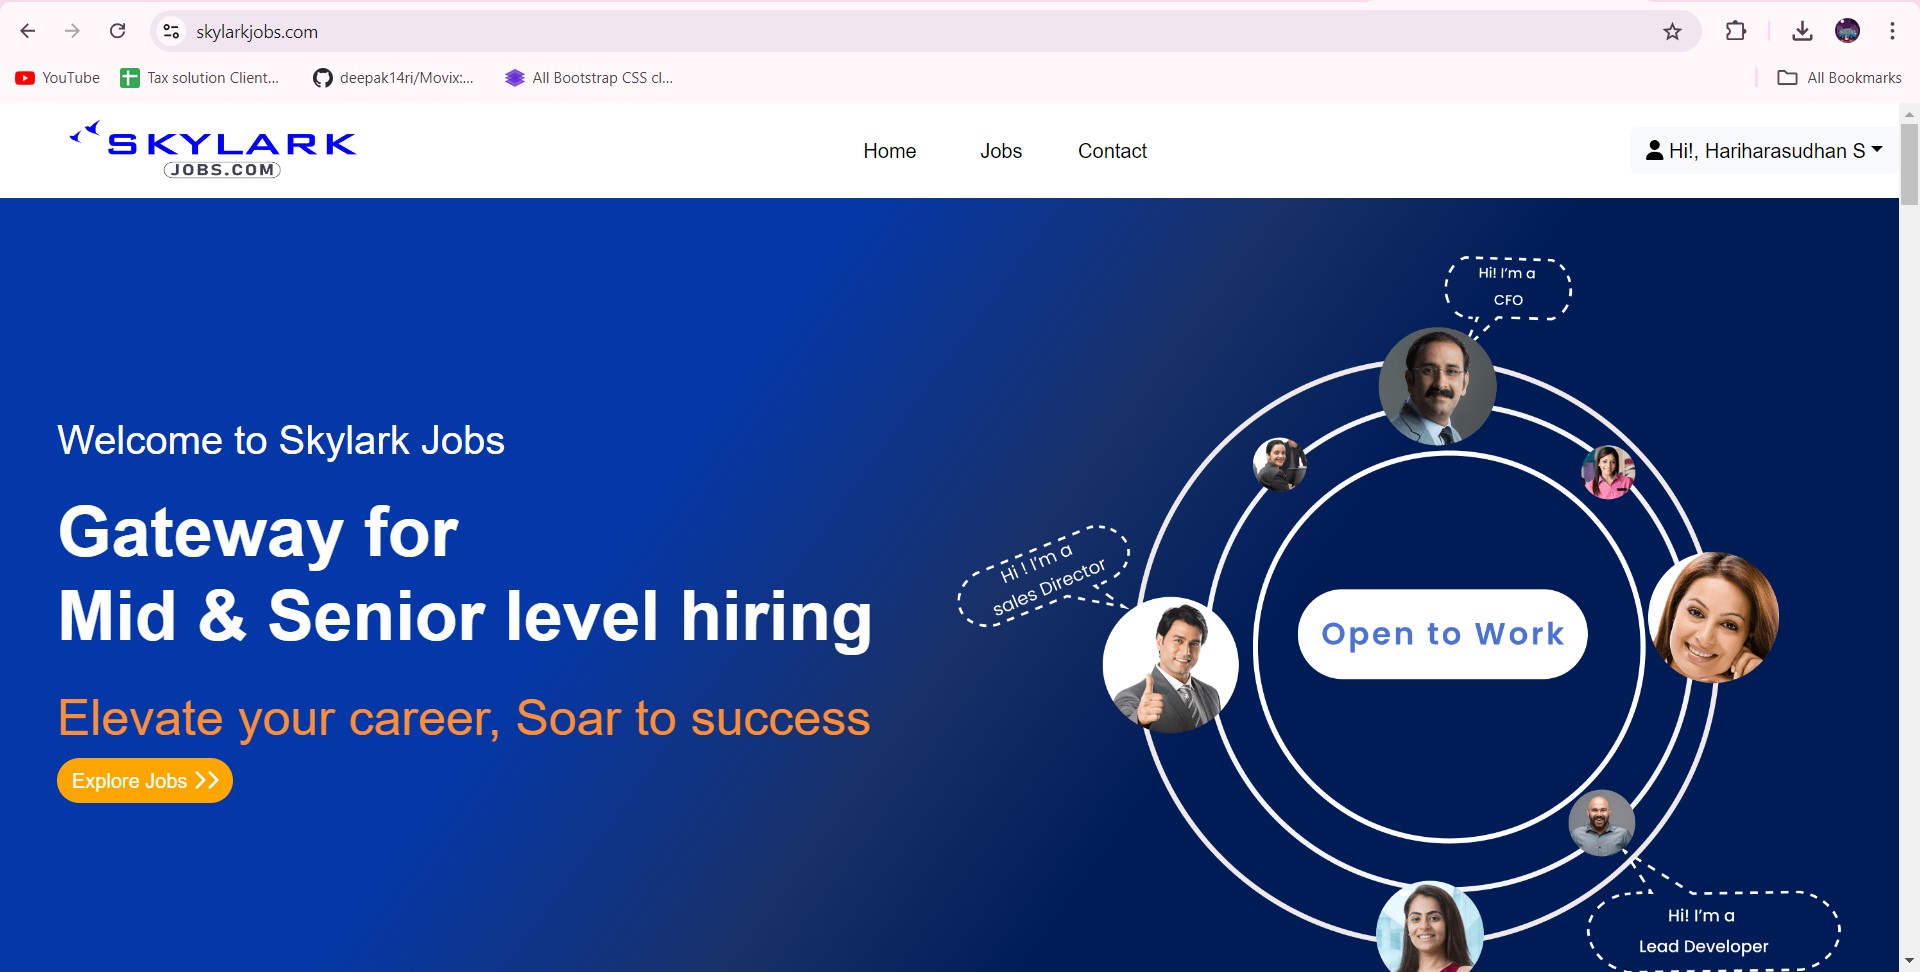 skylarkjobs.com
YouTube
Tax solution Client...
deepak14ri/Movix:...
All Bootstrap CSS cl...
All Bookmarks
SKYLARK
JOBS.COM
Home
Jobs
Contact
Hi!, Hariharasudhan S
Hi! I'm a
CFO
Welcome to Skylark Jobs
Gateway for
Mid & Senior level hiring
Hi ! I'm a
sales Director
Open to Work
Elevate your career, Soar to success
Explore Jobs
Hi! I'm a
Lead Developer